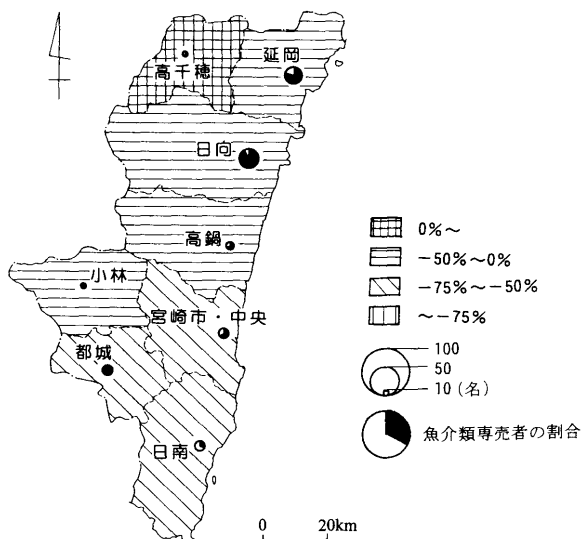 延岡
高千穂
日向
高鍋
小林
宮崎市・中央
都城
日南
0%～
−50%～0%
−75%～−50%
～−75%
100
50
10(名)
魚介類専売者の割合
0 20km